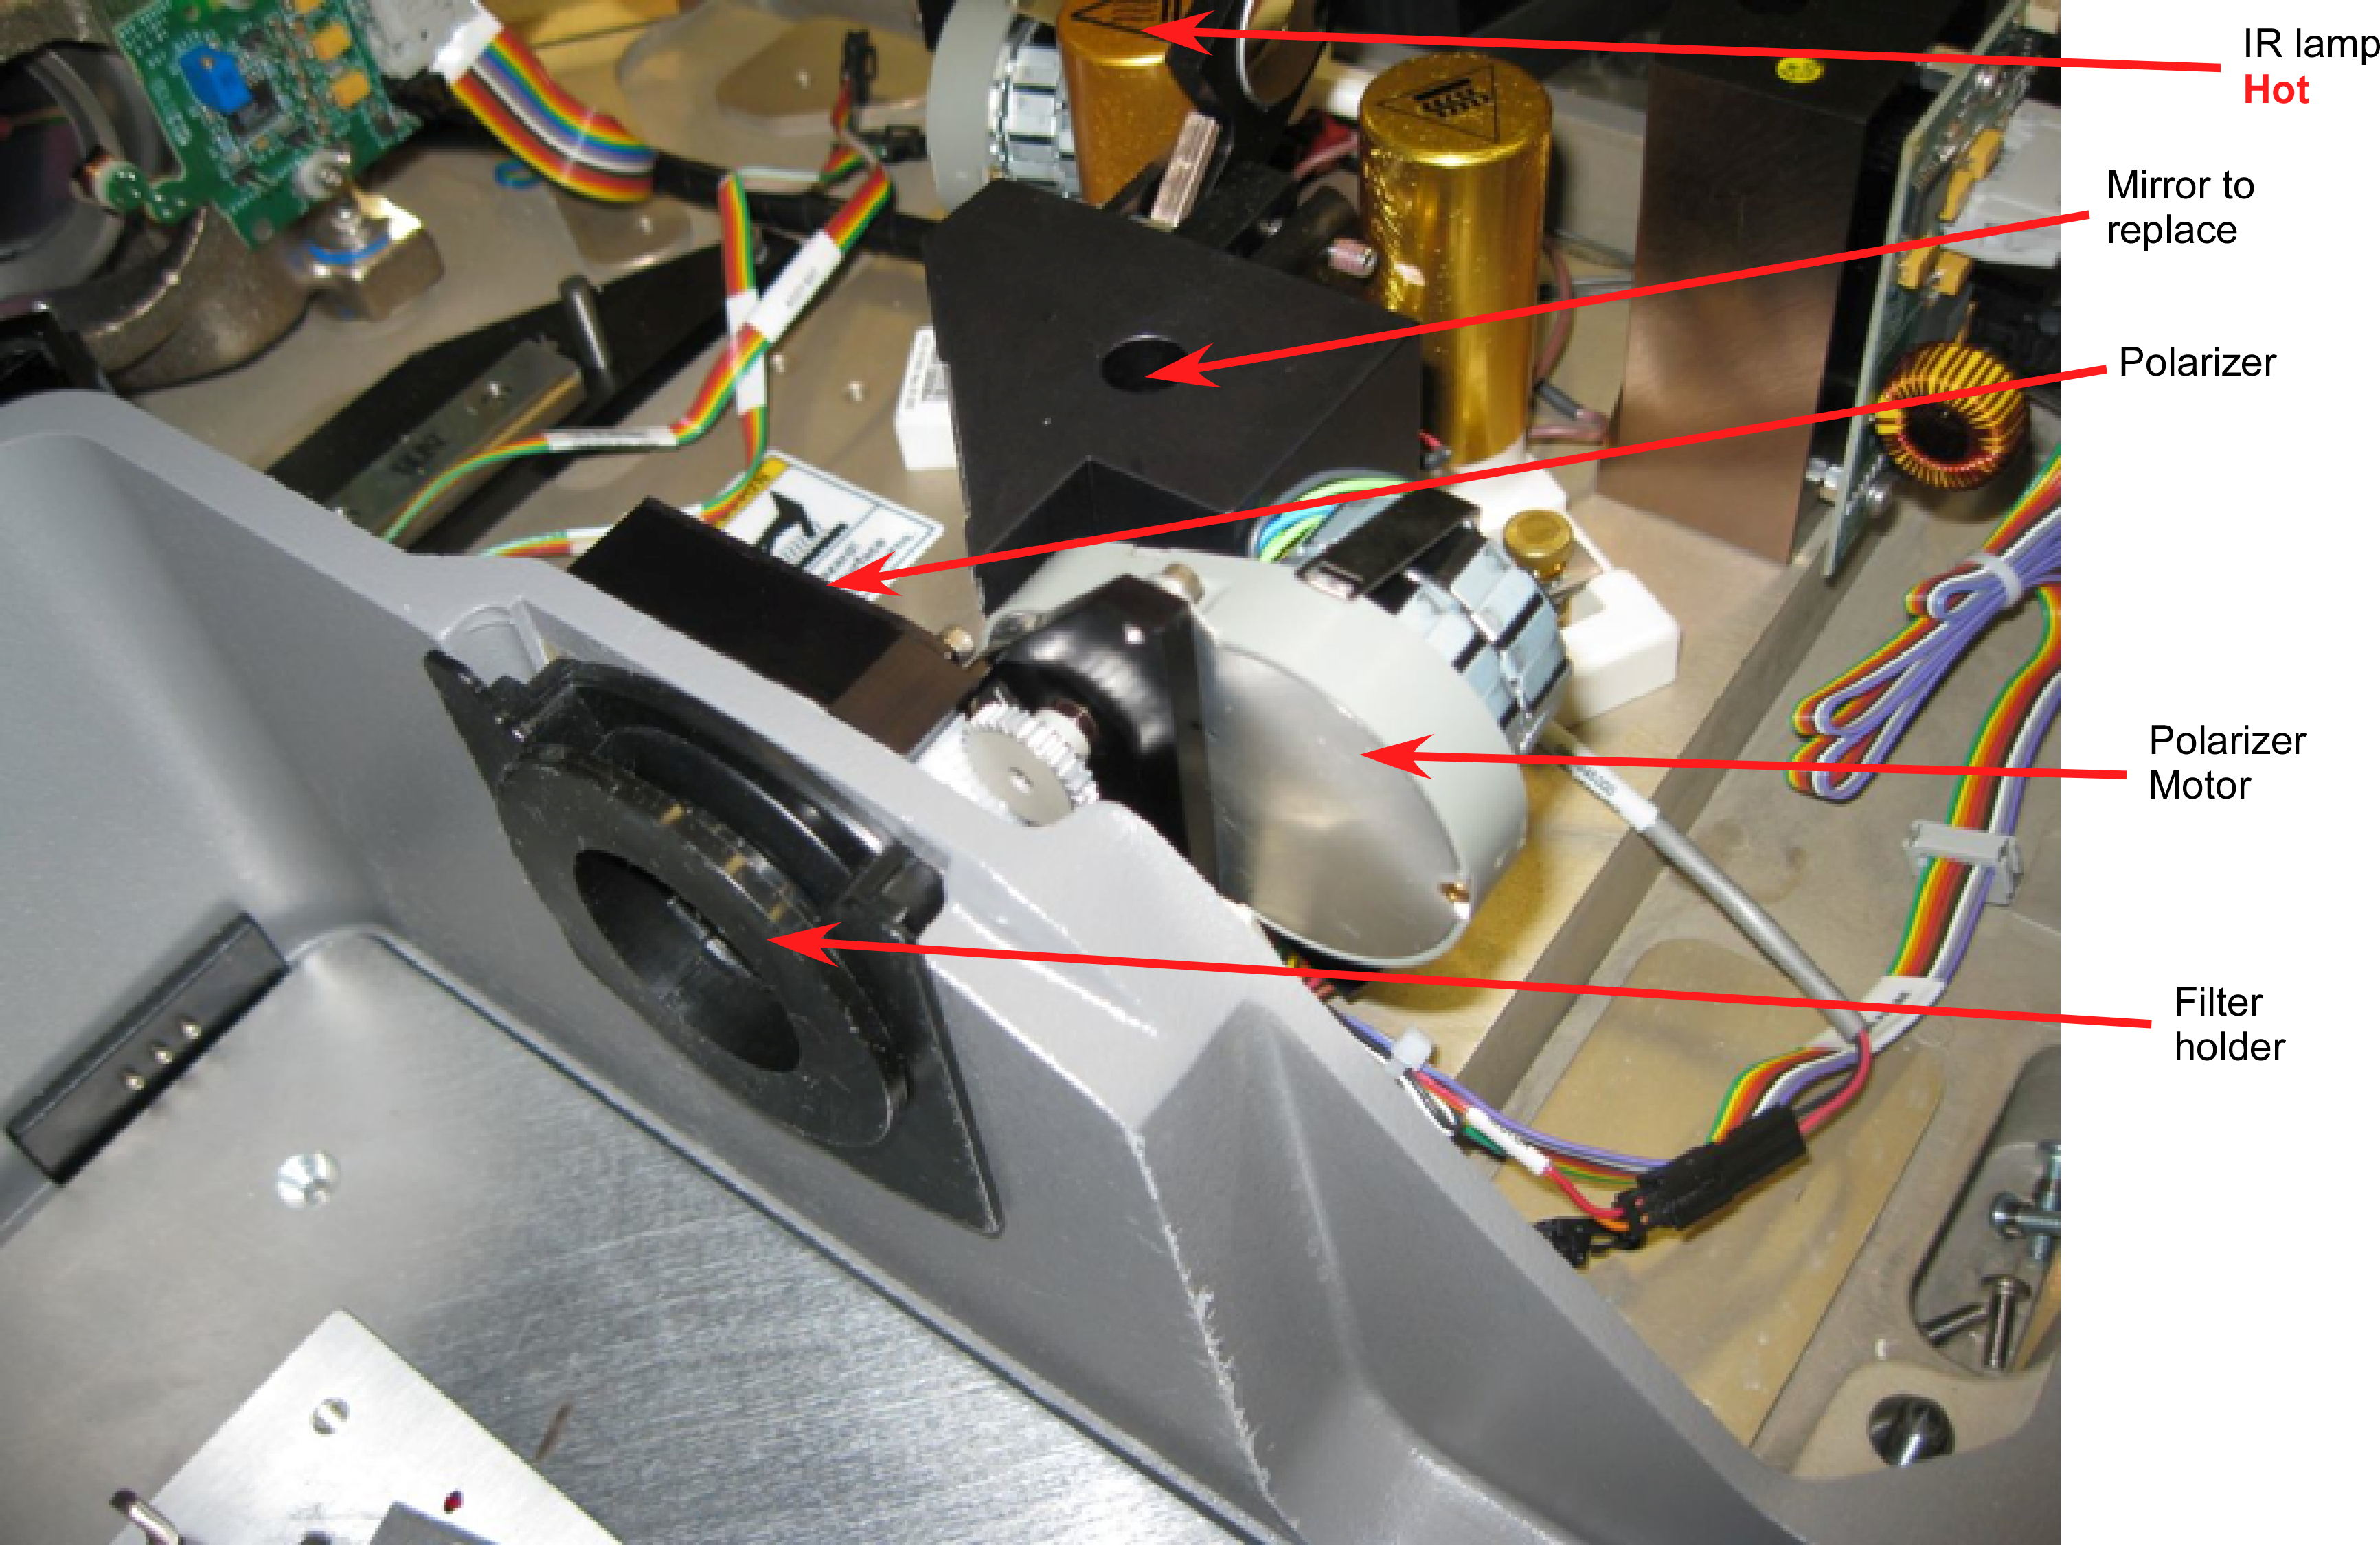 IR lamp
Hot
Mirror to
replace
Polarizer
Polarizer
Motor
Filter
holder